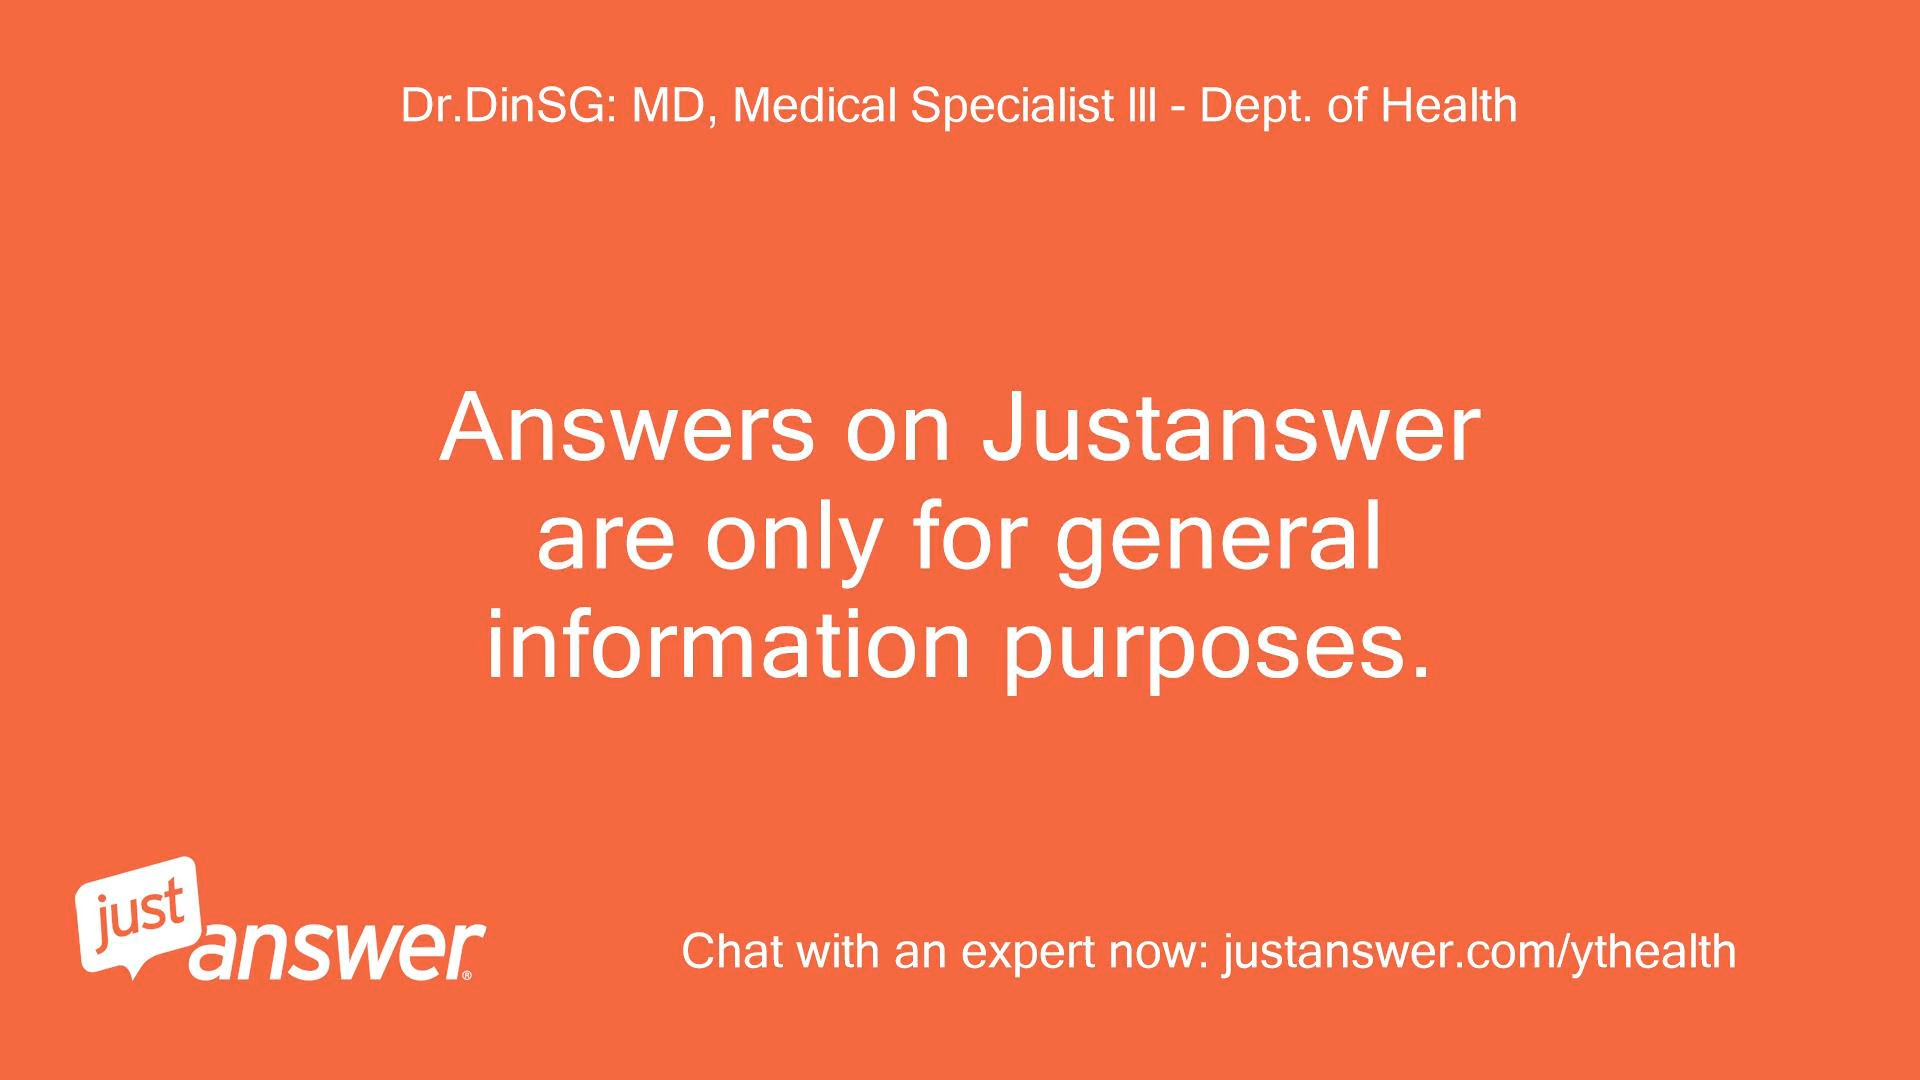 Dr.DinSG: MD, Medical Specialist III - Dept. of Health
Answers on Justanswer
are only for general
information purposes.
just
answer®
Chat with an expert now: justanswer.com/ythealth